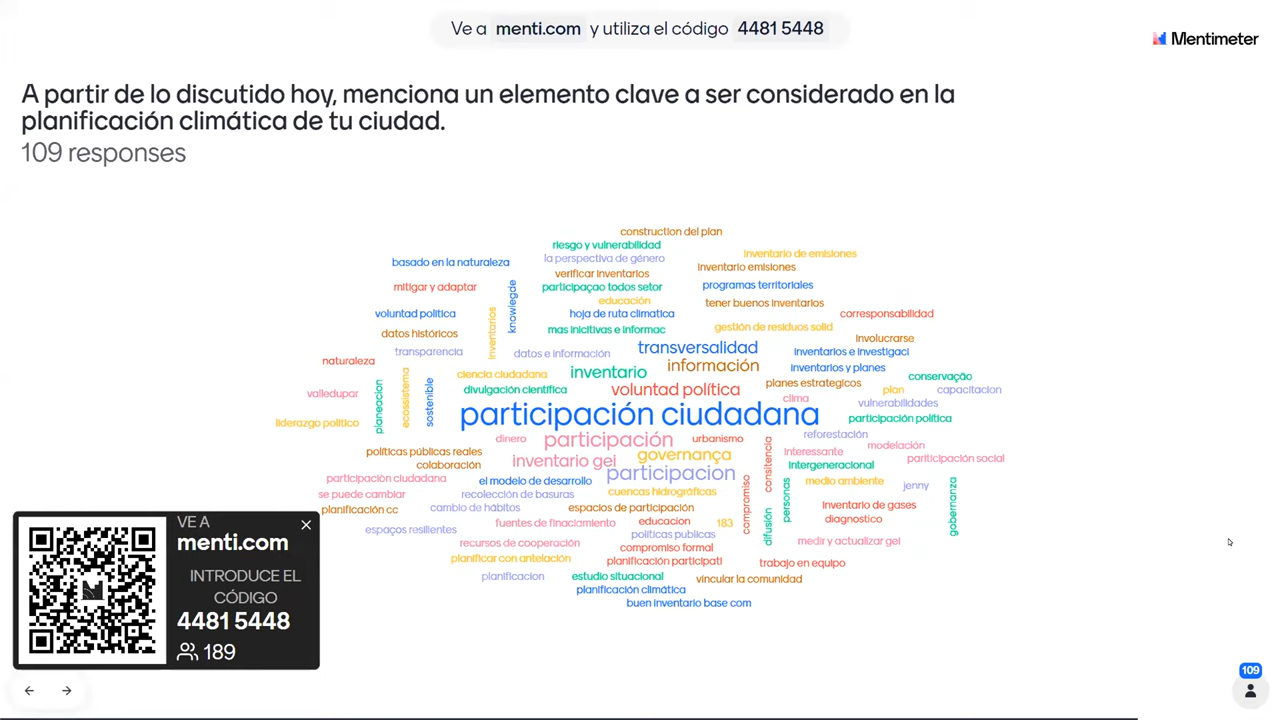 Ve a menti.com y utiliza el código 4481 5448
Mentimeter
A partir de lo discutido hoy, menciona un elemento clave a ser considerado en la
planificación climática de tu ciudad.
109 responses
construction del plan
riesgo y vulnerabilidad
inventario de emisiones
basado en la naturaleza
la perspectiva de género
inventario emisiones
verificar inventarios
mitigar y adaptar
knowlegde
participaçao todos setor
programas territoriales
educación
tener buenos inventarios
voluntad politica
inventarios
hoja de ruta climatica
corresponsabilidad
datos históricos
mas inicitivas e informac
gestión de residuos solid
involucrarse
transparencia
datos e información
transversalidad
inventarios e investigaci
naturaleza
ciencia ciudadana
inventario
información
inventarios y planes
conservação
valledupar
planeacion
ecossistema
sostenible
divulgación científica
voluntad política
planes estrategicos
plan
capacitacion
clima
vulnerabilidades
liderazgo politico
participación ciudadana
participación política
dinero
participación
urbanismo
reforestación
modelación
políticas públicas reales
governança
consitencia
interessante
participación social
colaboración
inventario gei
participacion
intergeneracional
participación ciudadana
el modelo de desarrollo
medio ambiente
jenny
se puede cambiar
recolección de basuras
cuencas hidrográficas
compromiso
personas
gobernanza
planificación cc
cambio de hábitos
espacios de participación
inventario de gases
espaços resilientes
fuentes de finaciamiento
educacion
183
difusión
diagnostico
politicas publicas
recursos de cooperación
compromiso formal
medir y actualizar gei
planificar con antelación
planificación participati
trabajo en equipo
planificacion
estudio situacional
vincular la comunidad
planificación climática
buen inventario base com
VE A
menti.com
INTRODUCE EL
CÓDIGO
4481 5448
189
109